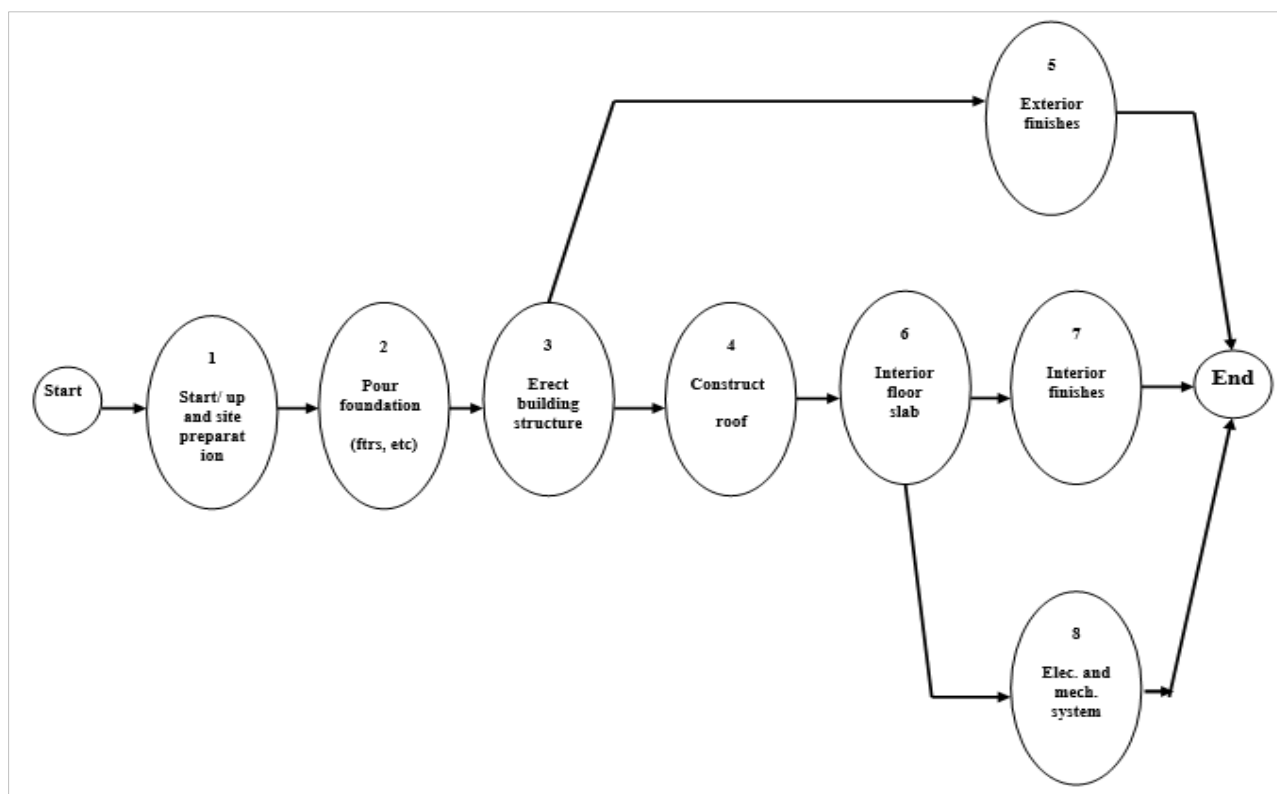 Start
1
Start/ up
and site
preparat
ion
2
Pour
foundation
(ftrs, etc)
3
Erect
building
structure
4
Construct
roof
5
Exterior
finishes
6
Interior
floor
slab
7
Interior
finishes
8
Elec. and
mech.
system
End